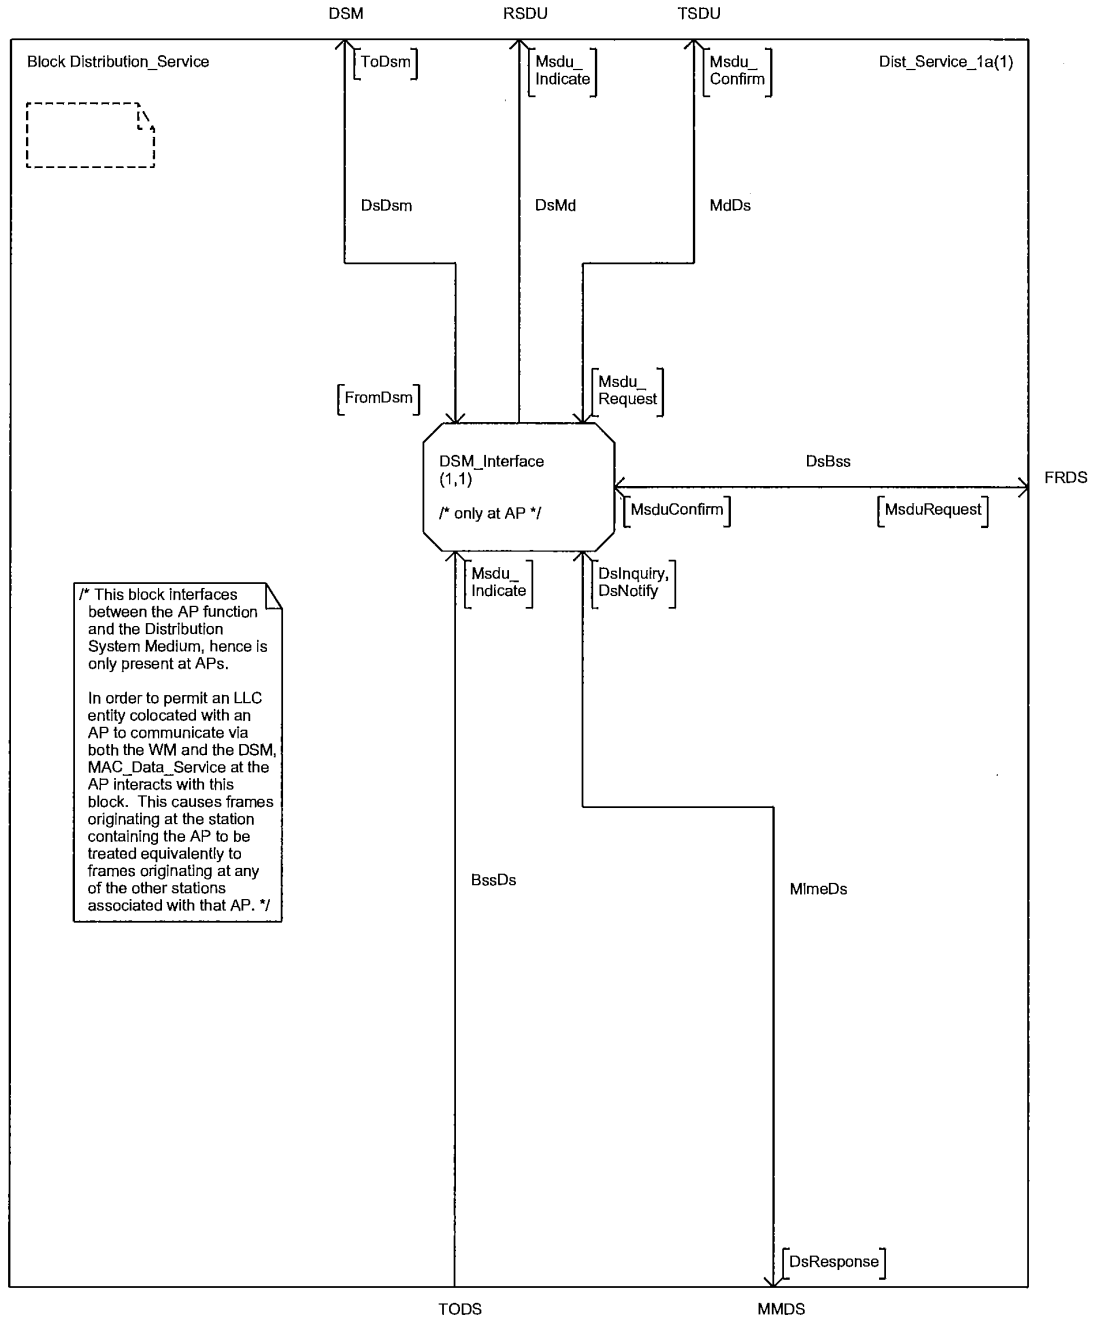 DSM
RSDU
TSDU
Block Distribution_Service
ToDsm
Msdu_
Indicate
Msdu_
Confirm
Dist_Service_1a(1)
DsDsm
DsMd
MdDs
FromDsm
Msdu_
Request
DSM_Interface
(1,1)
/* only at AP */
DsBss
FRDS
MsduConfirm
MsduRequest
Msdu_
Indicate
DsInquiry,
DsNotify
/* This block interfaces
between the AP function
and the Distribution
System Medium, hence is
only present at APs.
In order to permit an LLC
entity colocated with an
AP to communicate via
both the WM and the DSM,
MAC_Data_Service at the
AP interacts with this
block. This causes frames
originating at the station
containing the AP to be
treated equivalently to
frames originating at any
of the other stations
associated with that AP. */
BssDs
MlmeDs
DsResponse
TODS
MMDS